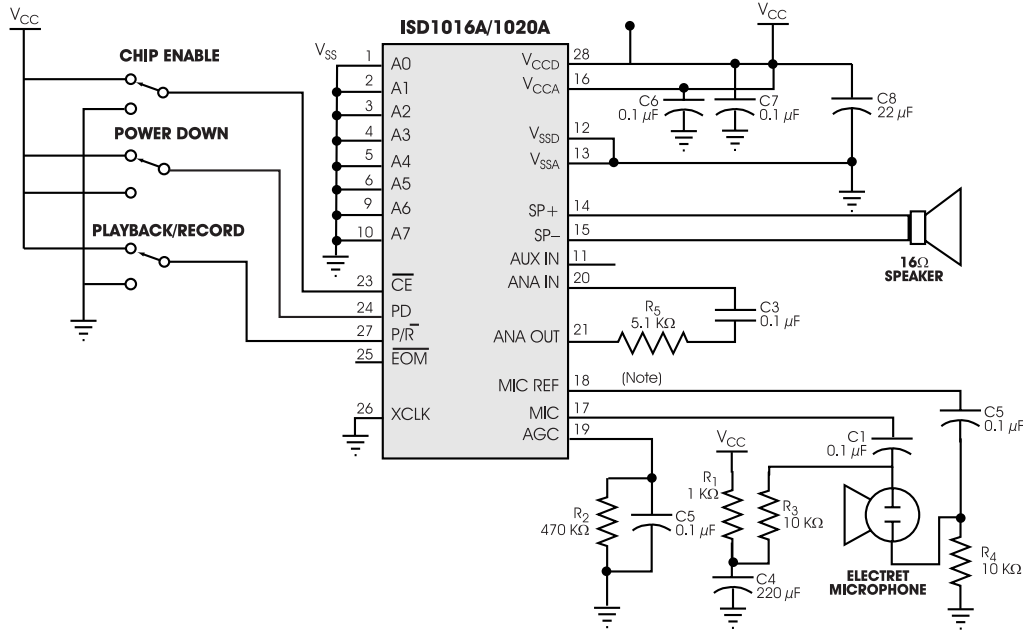 ISD1016A/1020A
VCC
CHIP ENABLE
POWER DOWN
PLAYBACK/RECORD
VSS
1 A0
2 A1
3 A2
4 A3
5 A4
6 A5
9 A6
10 A7
23 CE
24 PD
27 P/R
25 EOM
26 XCLK
VCCD 28
VCCA 16
VSSD 12
VSSA 13
SP+ 14
SP– 15
AUX IN 11
ANA IN 20
ANA OUT 21
MIC REF 18
MIC 17
AGC 19
VCC
C6
0.1 µF
C7
0.1 µF
C8
22 µF
16Ω
SPEAKER
R5
5.1 KΩ
C3
0.1 µF
(Note)
C5
0.1 µF
C1
0.1 µF
VCC
R1
1 KΩ
R3
10 KΩ
R2
470 KΩ
C5
0.1 µF
C4
220 µF
ELECTRET
MICROPHONE
R4
10 KΩ